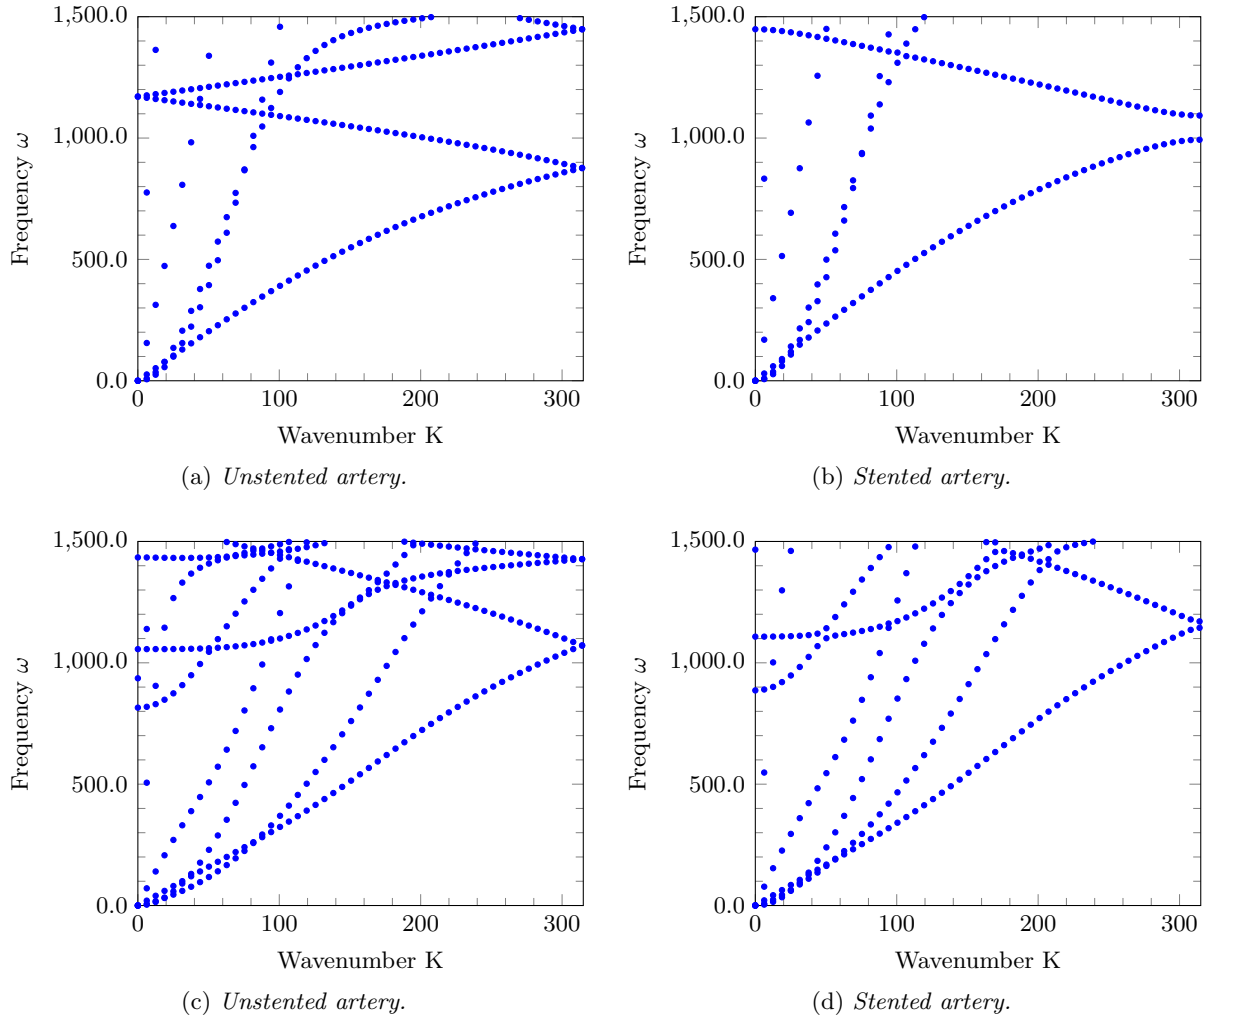 1,500.0
1,000.0
500.0
0.0
Frequency ω
0 100 200 300
Wavenumber K
(a) Unstented artery.
1,500.0
1,000.0
500.0
0.0
Frequency ω
0 100 200 300
Wavenumber K
(b) Stented artery.
1,500.0
1,000.0
500.0
0.0
Frequency ω
0 100 200 300
Wavenumber K
(c) Unstented artery.
1,500.0
1,000.0
500.0
0.0
Frequency ω
0 100 200 300
Wavenumber K
(d) Stented artery.